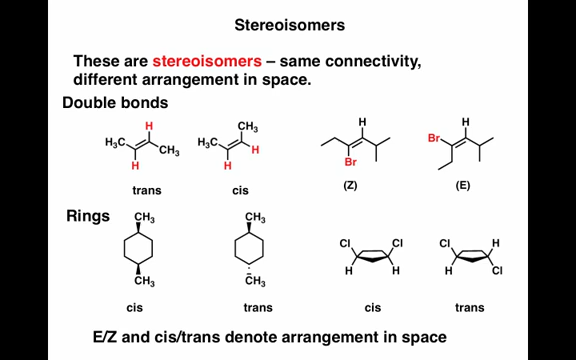 Stereoisomers
These are stereoisomers – same connectivity,
different arrangement in space.
Double bonds
H CH₃ H H
H₃C CH₃ H₃C H Br
H H Br
trans cis (Z) (E)
Rings CH₃ CH₃
Cl Cl Cl H
H H H Cl
CH₃ CH₃
cis trans cis trans
E/Z and cis/trans denote arrangement in space